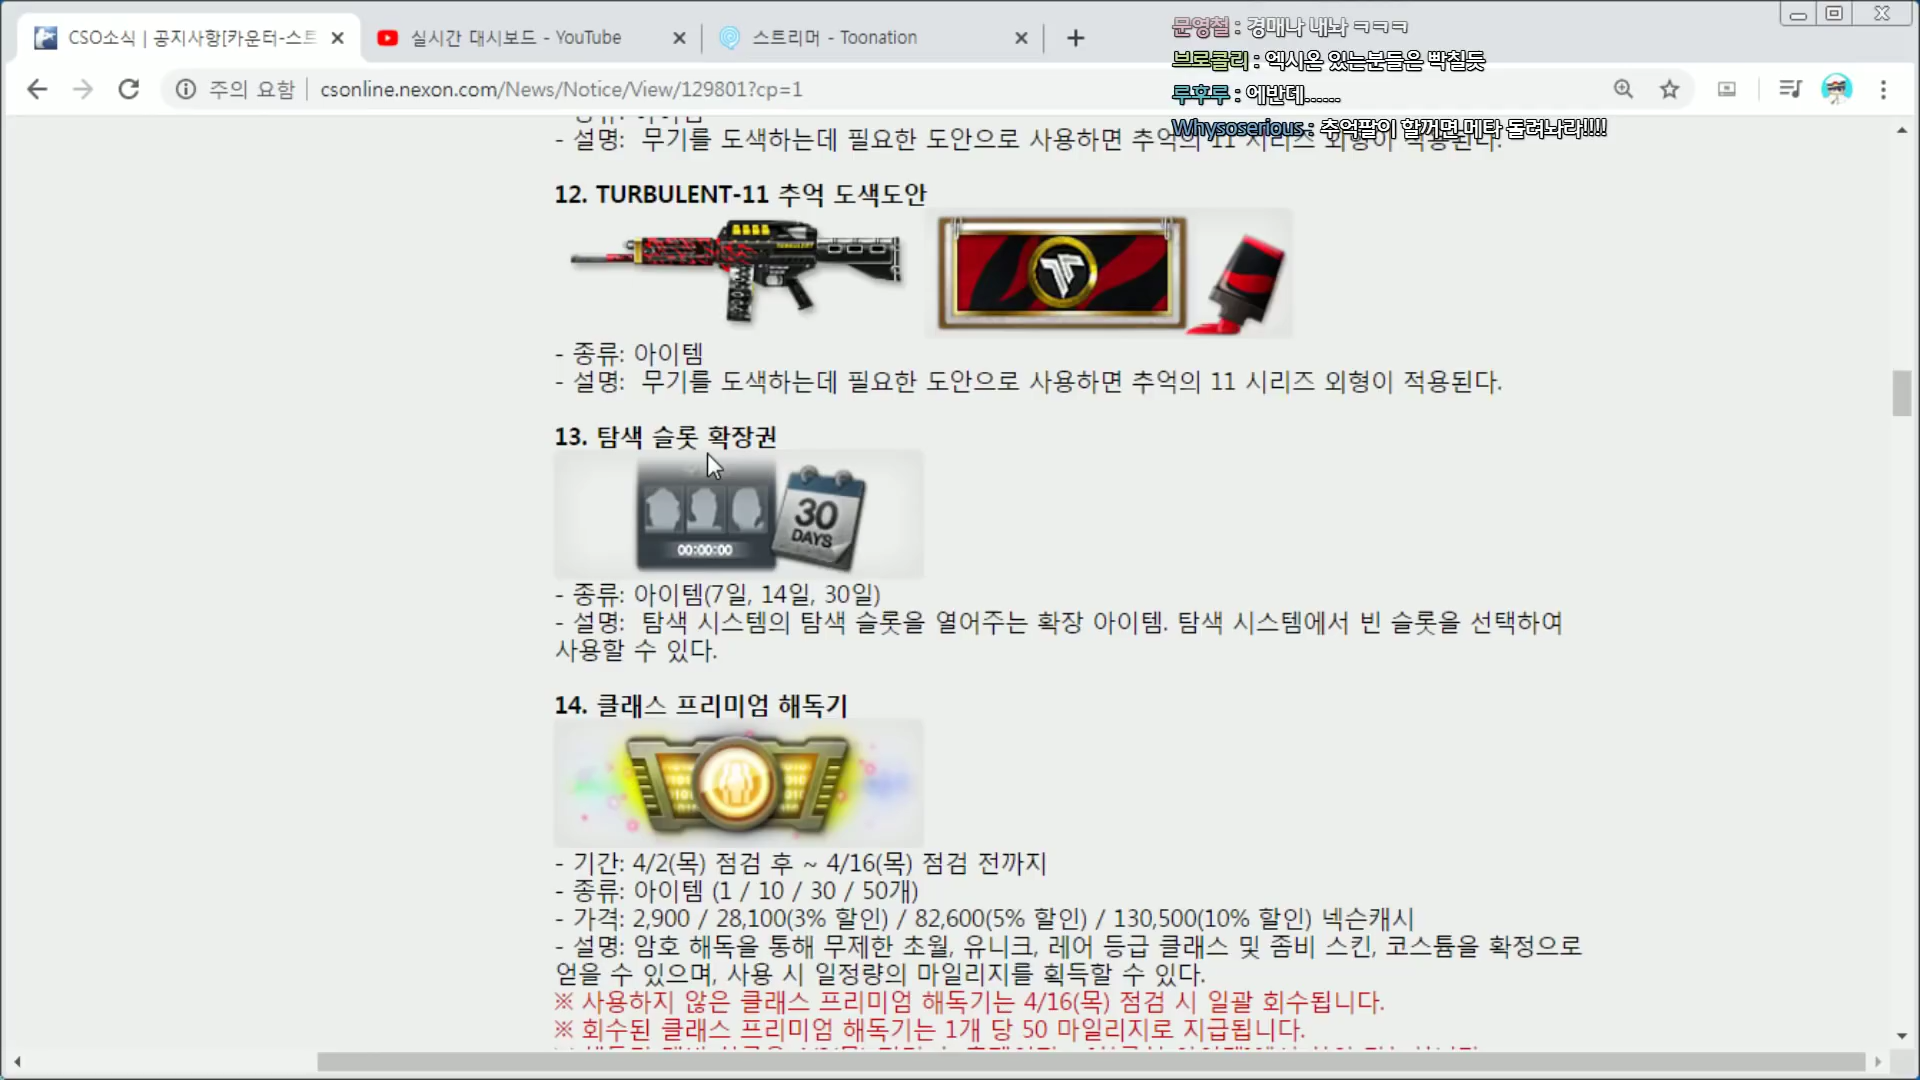 CSO소식 | 공지사항[카운터-스트
실시간 대시보드 - YouTube
스트리머 - Toonation
문영철 : 경매나 내놔 ㅋㅋㅋ
브로콜리 : 엑시온 있는분들은 빡칠듯
루후루 : 에반데......
Whysoserious : 추억팔이 할꺼면 메타 돌려놔라!!!!
주의 요함
csonline.nexon.com/News/Notice/View/129801?cp=1
- 설명: 무기를 도색하는데 필요한 도안으로 사용하면 추억의 11 시리즈 외형이 적용된다.
12. TURBULENT-11 추억 도색도안
TURBULENT
- 종류: 아이템
- 설명: 무기를 도색하는데 필요한 도안으로 사용하면 추억의 11 시리즈 외형이 적용된다.
13. 탐색 슬롯 확장권
00:00:00
30
DAYS
- 종류: 아이템(7일, 14일, 30일)
- 설명: 탐색 시스템의 탐색 슬롯을 열어주는 확장 아이템. 탐색 시스템에서 빈 슬롯을 선택하여
사용할 수 있다.
14. 클래스 프리미엄 해독기
- 기간: 4/2(목) 점검 후 ~ 4/16(목) 점검 전까지
- 종류: 아이템 (1 / 10 / 30 / 50개)
- 가격: 2,900 / 28,100(3% 할인) / 82,600(5% 할인) / 130,500(10% 할인) 넥슨캐시
- 설명: 암호 해독을 통해 무제한 초월, 유니크, 레어 등급 클래스 및 좀비 스킨, 코스튬을 확정으로
얻을 수 있으며, 사용 시 일정량의 마일리지를 획득할 수 있다.
※ 사용하지 않은 클래스 프리미엄 해독기는 4/16(목) 점검 시 일괄 회수됩니다.
※ 회수된 클래스 프리미엄 해독기는 1개 당 50 마일리지로 지급됩니다.